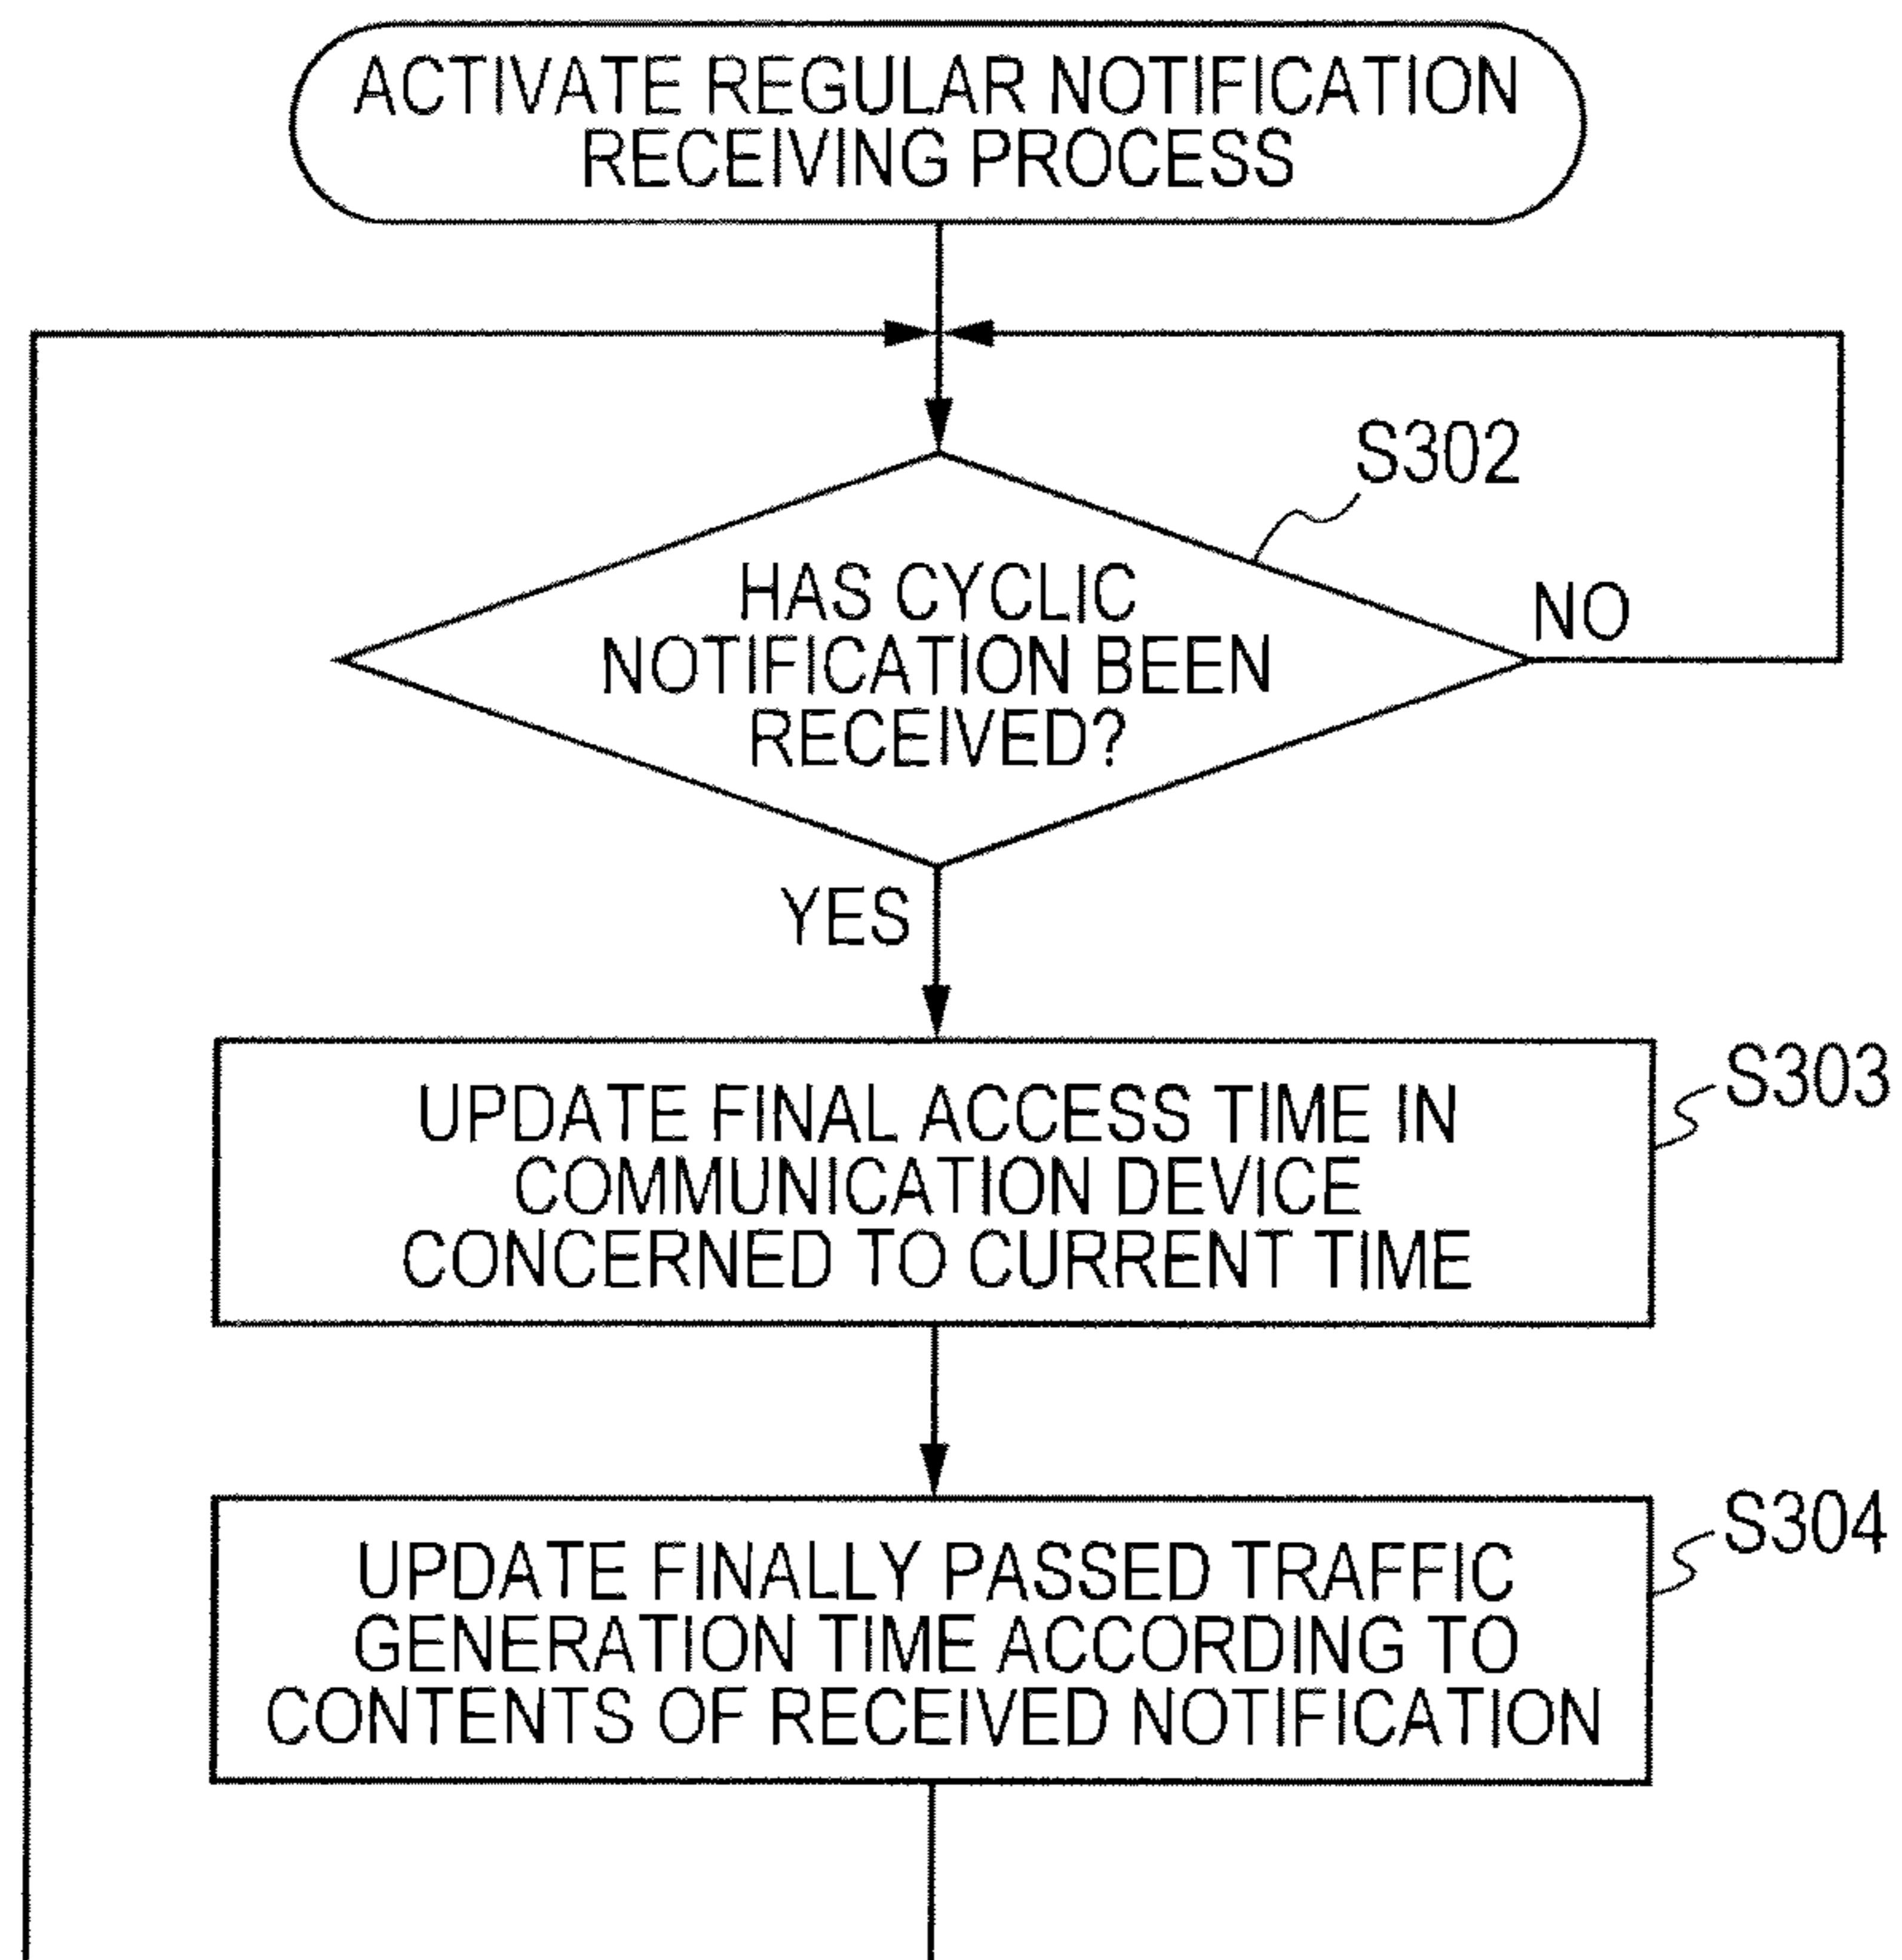 ACTIVATE REGULAR NOTIFICATION
RECEIVING PROCESS
S302
HAS CYCLIC
NOTIFICATION BEEN
RECEIVED?
NO
YES
S303
UPDATE FINAL ACCESS TIME IN
COMMUNICATION DEVICE
CONCERNED TO CURRENT TIME
S304
UPDATE FINALLY PASSED TRAFFIC
GENERATION TIME ACCORDING TO
CONTENTS OF RECEIVED NOTIFICATION